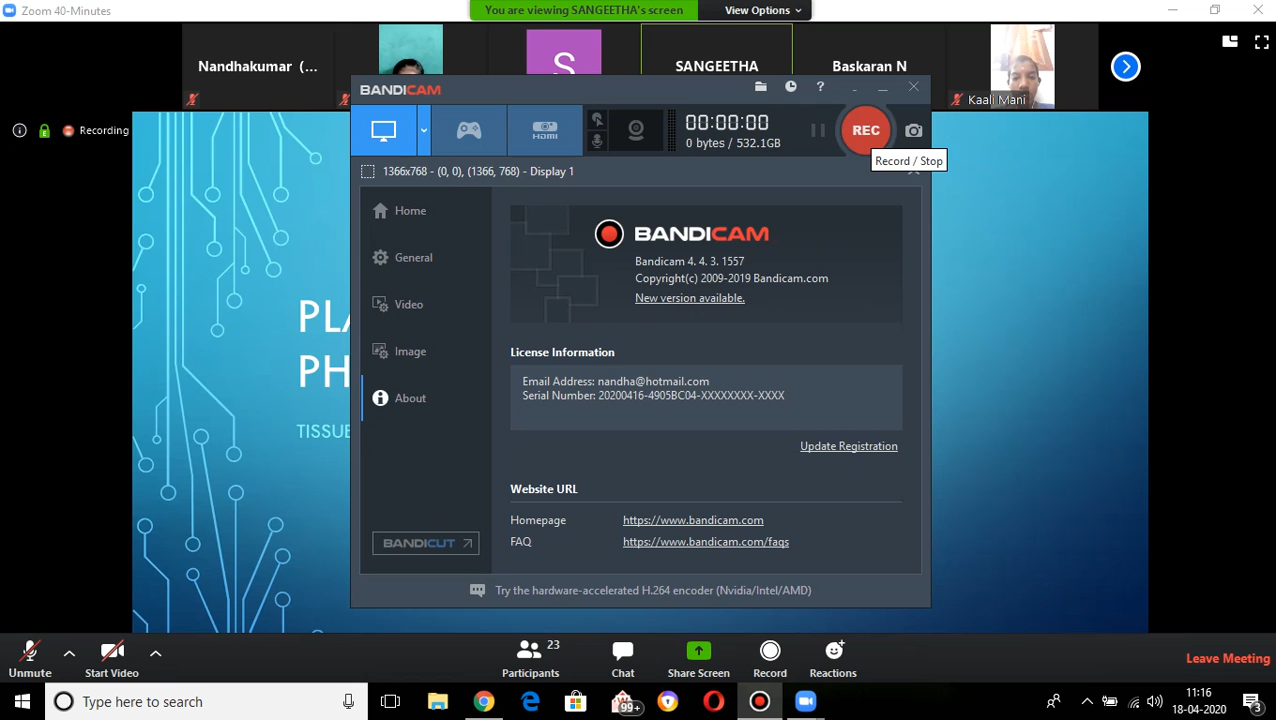 Zoom 40-Minutes
You are viewing SANGEETHA's screen
View Options
Nandhakumar (...
S
SANGEETHA
Baskaran N
Kaali Mani
Recording
BANDICAM
?
HDMI
00:00:00
0 bytes / 532.1GB
REC
Record / Stop
1366x768 - (0, 0), (1366, 768) - Display 1
Home
General
Video
Image
About
BANDICUT
BANDICAM
Bandicam 4. 4. 3. 1557
Copyright(c) 2009-2019 Bandicam.com
New version available.
License Information
Email Address: nandha@hotmail.com
Serial Number: 20200416-4905BC04-XXXXXXXX-XXXX
Update Registration
Website URL
Homepage https://www.bandicam.com
FAQ https://www.bandicam.com/faqs
Try the hardware-accelerated H.264 encoder (Nvidia/Intel/AMD)
PLA
PH
TISSUE
Unmute
Start Video
23
Participants
Chat
Share Screen
Record
Reactions
Leave Meeting
Type here to search
99+
11:16
18-04-2020
3